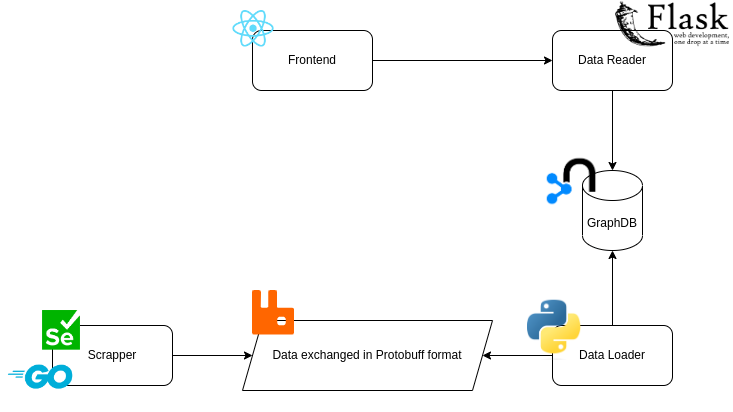 Flask
web development,
one drop at a time
Frontend
Data Reader
GraphDB
Se
GO
Scrapper
Data exchanged in Protobuff format
Data Loader